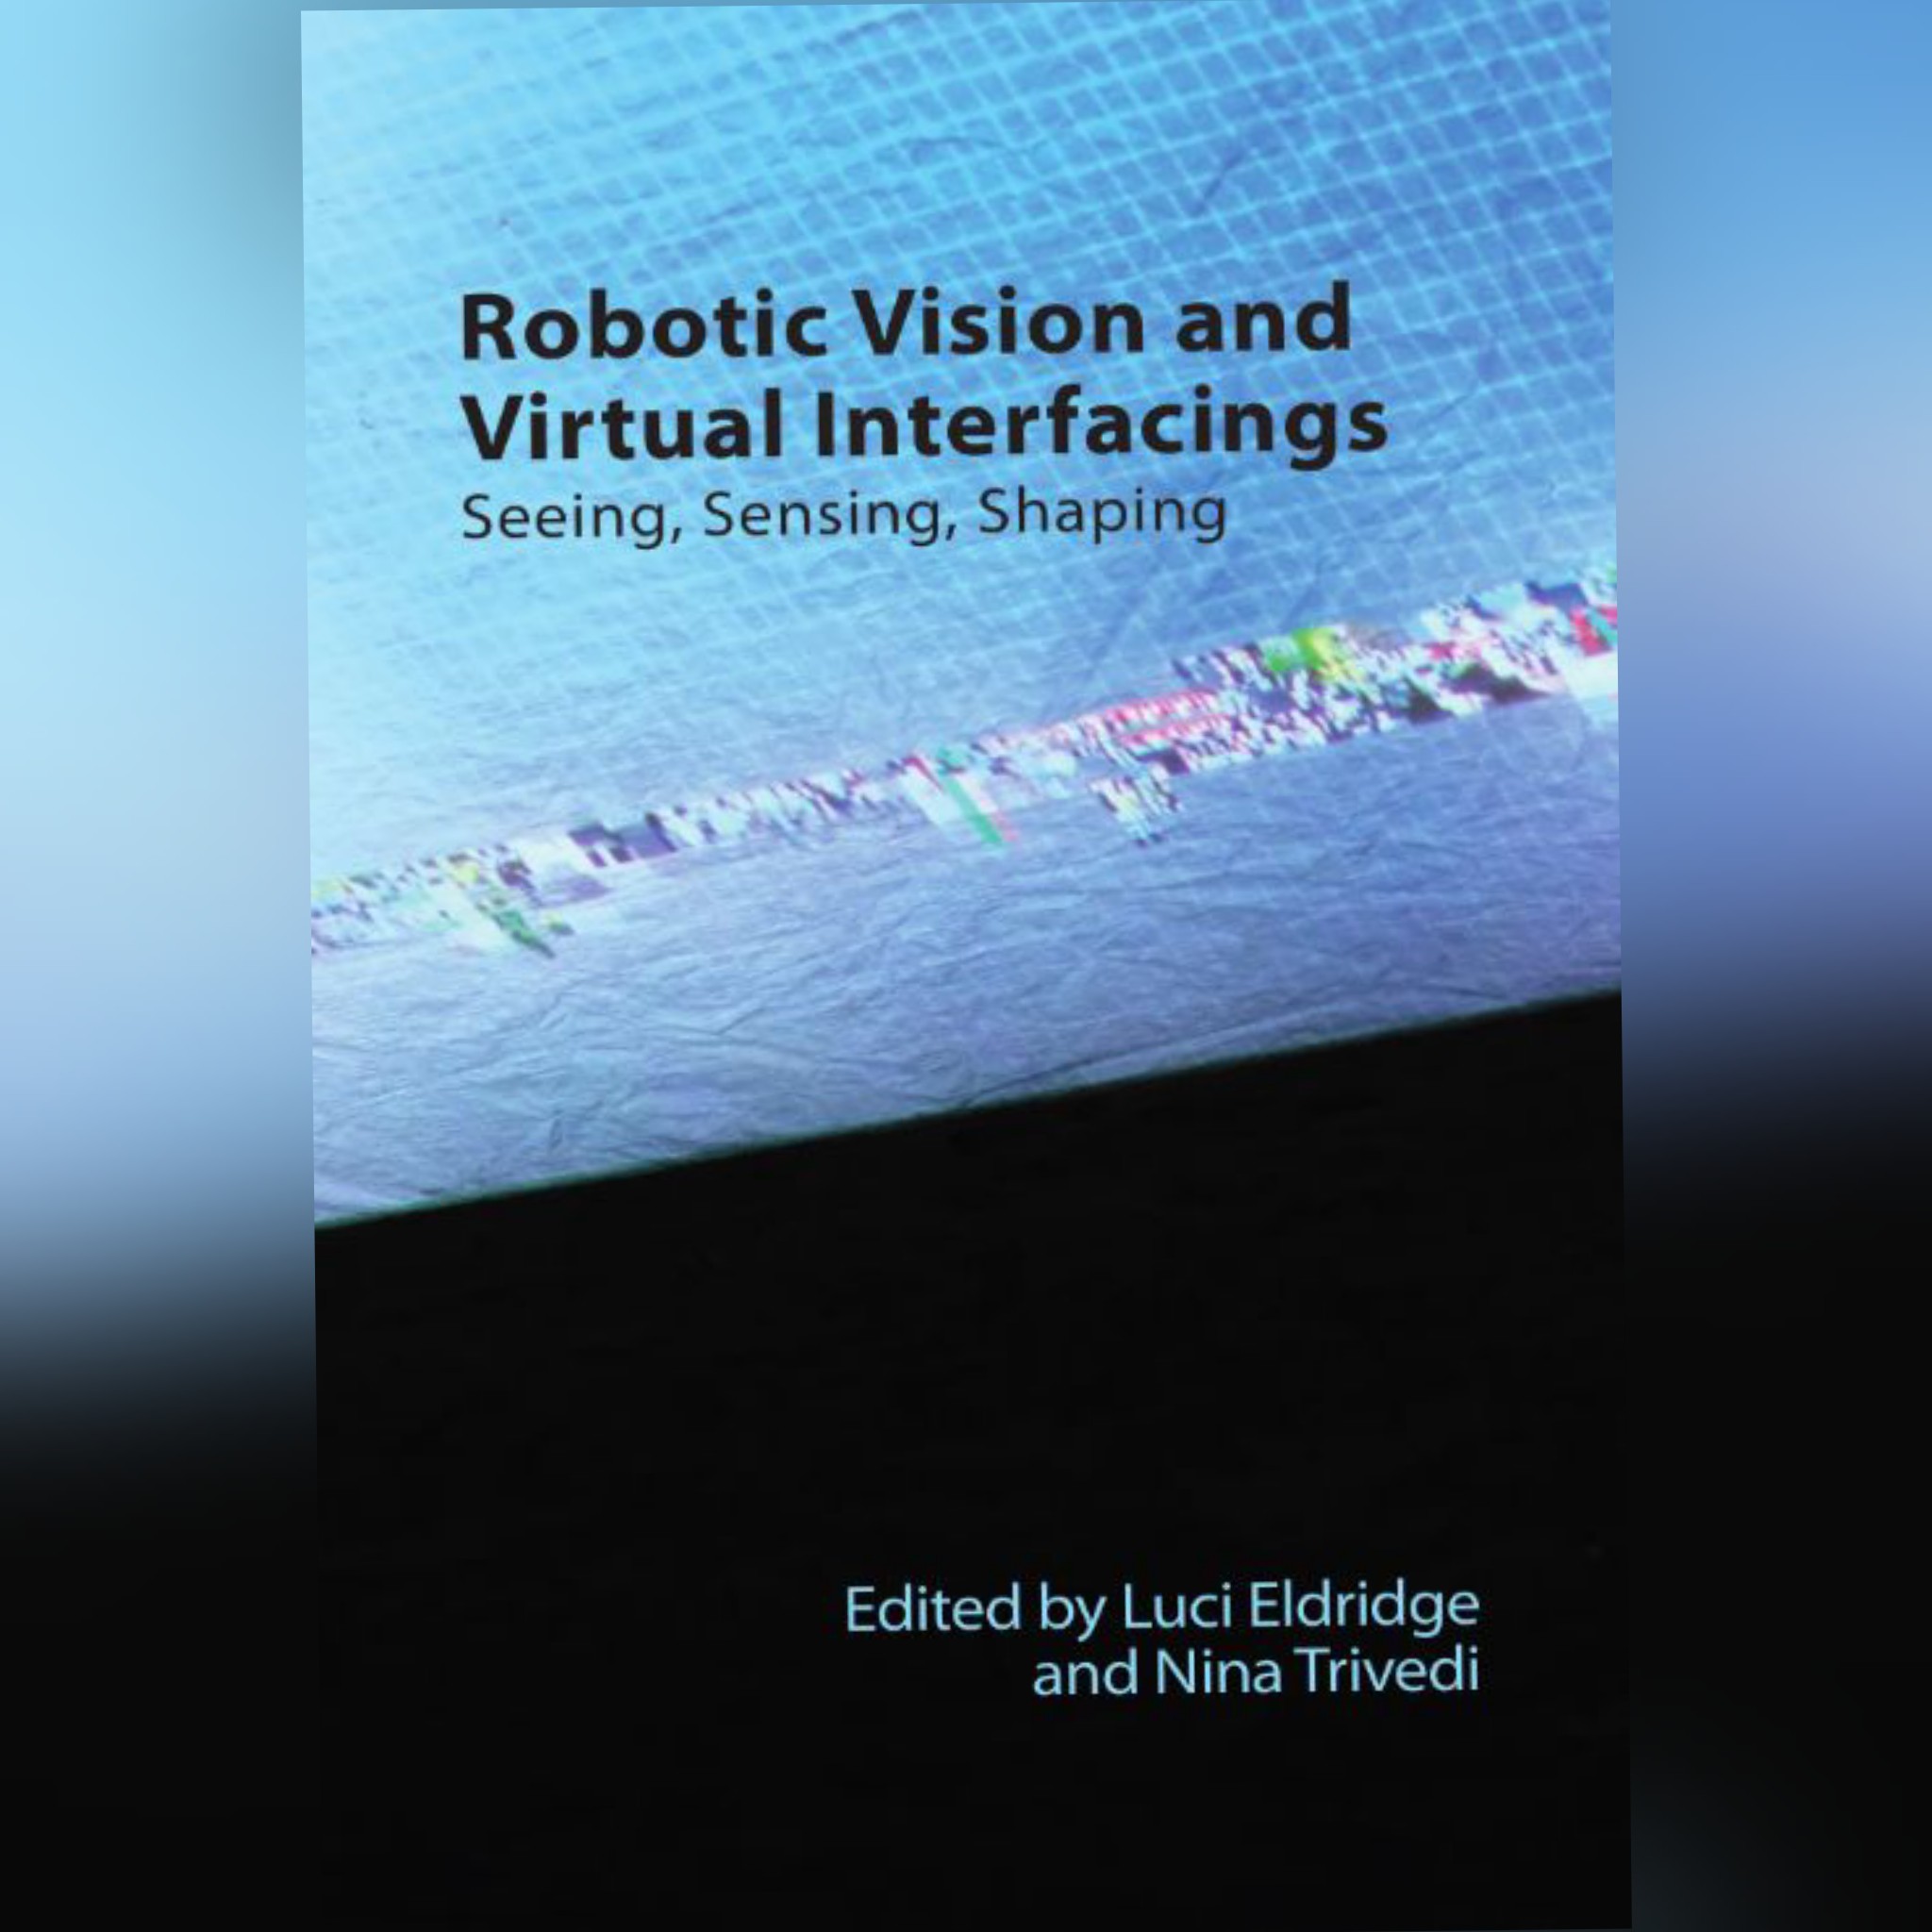 Robotic Vision and
Virtual Interfacings
Seeing, Sensing, Shaping
Edited by Luci Eldridge
and Nina Trivedi